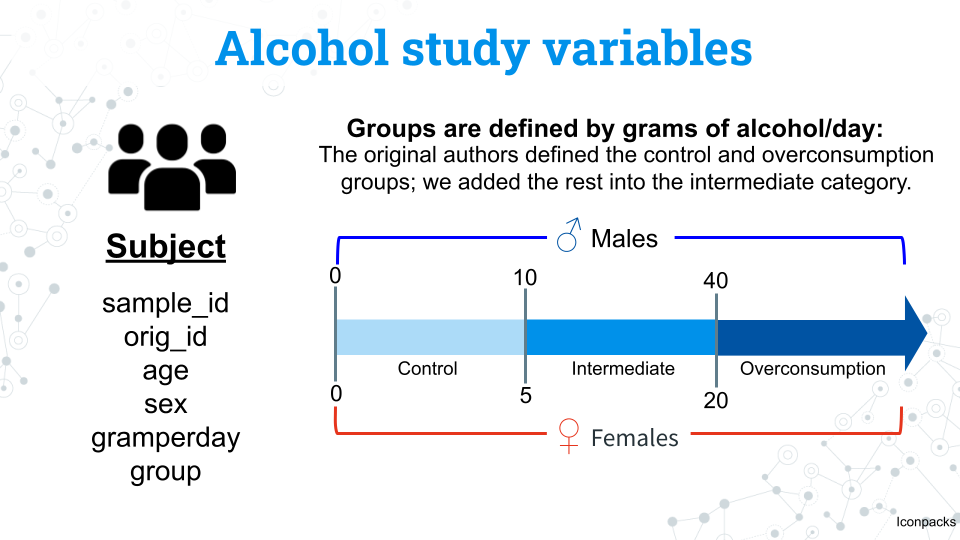 Alcohol study variables
Subject
sample_id
orig_id
age
sex
gramperday
group
Groups are defined by grams of alcohol/day:
The original authors defined the control and overconsumption
groups; we added the rest into the intermediate category.
Males
0 10 40
Control Intermediate Overconsumption
0 5 20
Females
Iconpacks